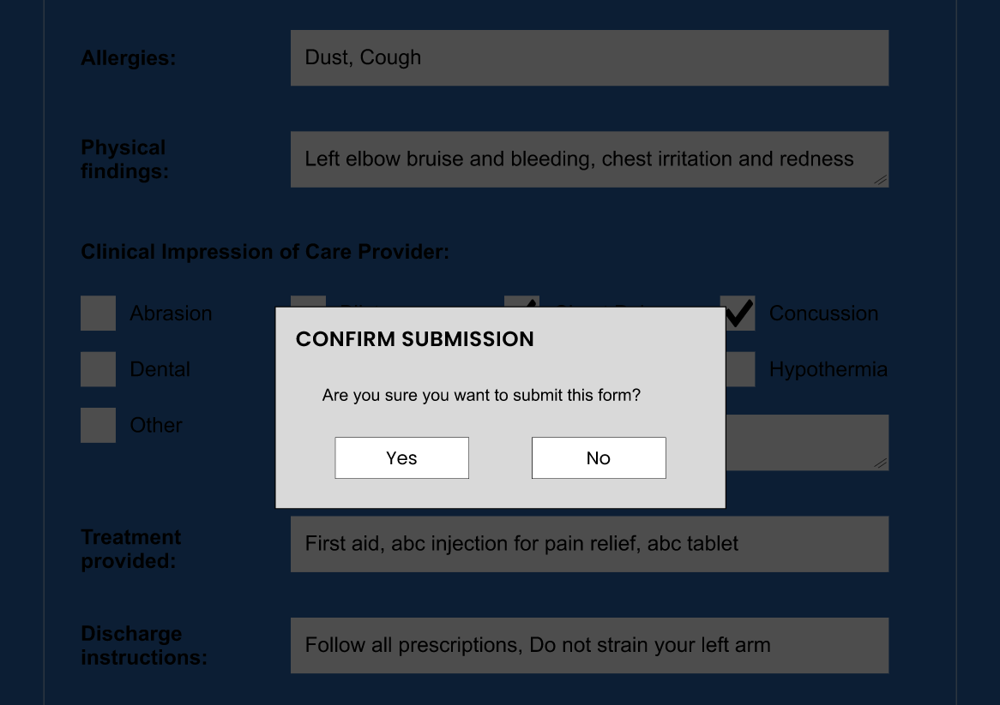 Allergies:
Dust, Cough
Physical
findings:
Left elbow bruise and bleeding, chest irritation and redness
Clinical Impression of Care Provider:
Abrasion
Concussion
Dental
Hypothermia
Other
CONFIRM SUBMISSION
Are you sure you want to submit this form?
Yes
No
Treatment
provided:
First aid, abc injection for pain relief, abc tablet
Discharge
instructions:
Follow all prescriptions, Do not strain your left arm